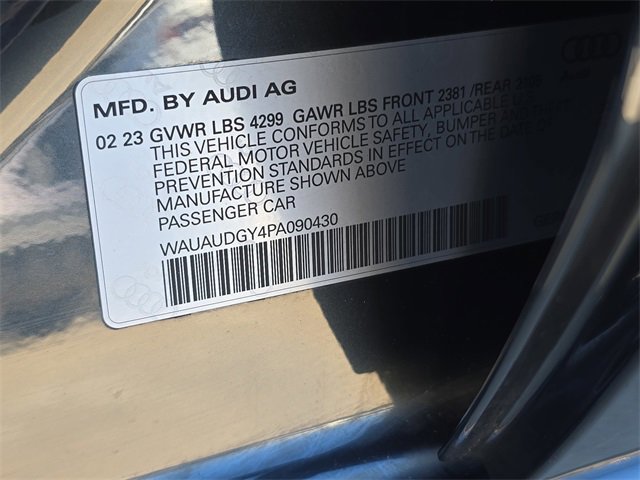 MFD. BY AUDI AG
02 23 GVWR LBS 4299 GAWR LBS FRONT 2381 /REAR
THIS VEHICLE CONFORMS TO ALL APPLICABLE U.S.
FEDERAL MOTOR VEHICLE SAFETY, BUMPER AND THEFT
PREVENTION STANDARDS IN EFFECT ON THE DATE OF
MANUFACTURE SHOWN ABOVE
PASSENGER CAR
WAUAUDGY4PA090430